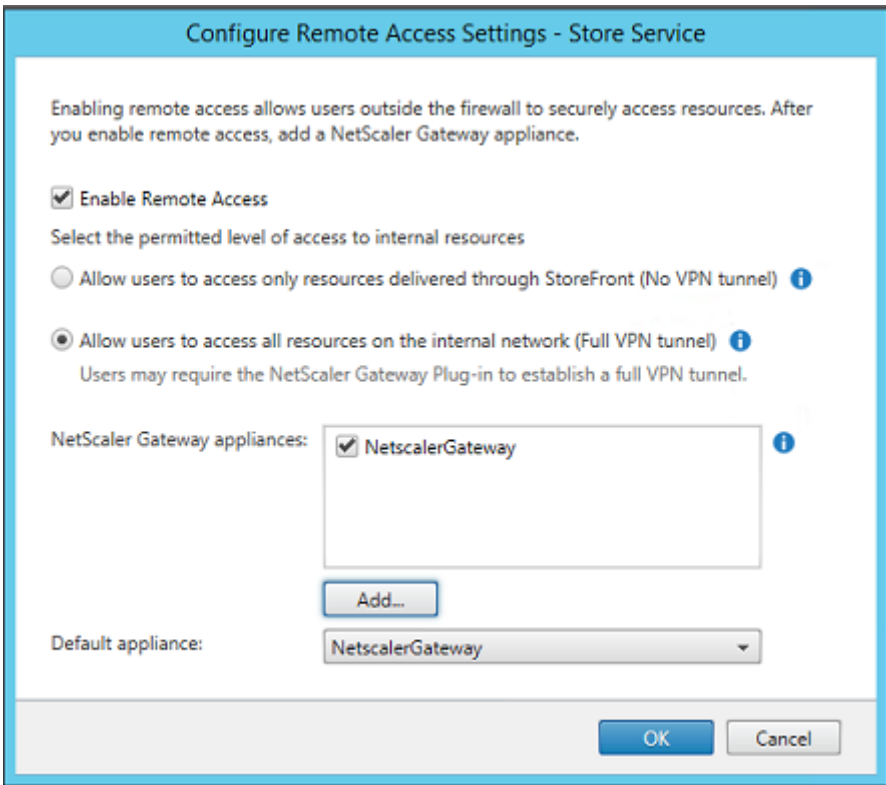 Configure Remote Access Settings - Store Service
Enabling remote access allows users outside the firewall to securely access resources. After
you enable remote access, add a NetScaler Gateway appliance.
Enable Remote Access
Select the permitted level of access to internal resources
Allow users to access only resources delivered through StoreFront (No VPN tunnel)
Allow users to access all resources on the internal network (Full VPN tunnel)
Users may require the NetScaler Gateway Plug-in to establish a full VPN tunnel.
NetScaler Gateway appliances:
NetscalerGateway
Add...
Default appliance:
NetscalerGateway
OK
Cancel